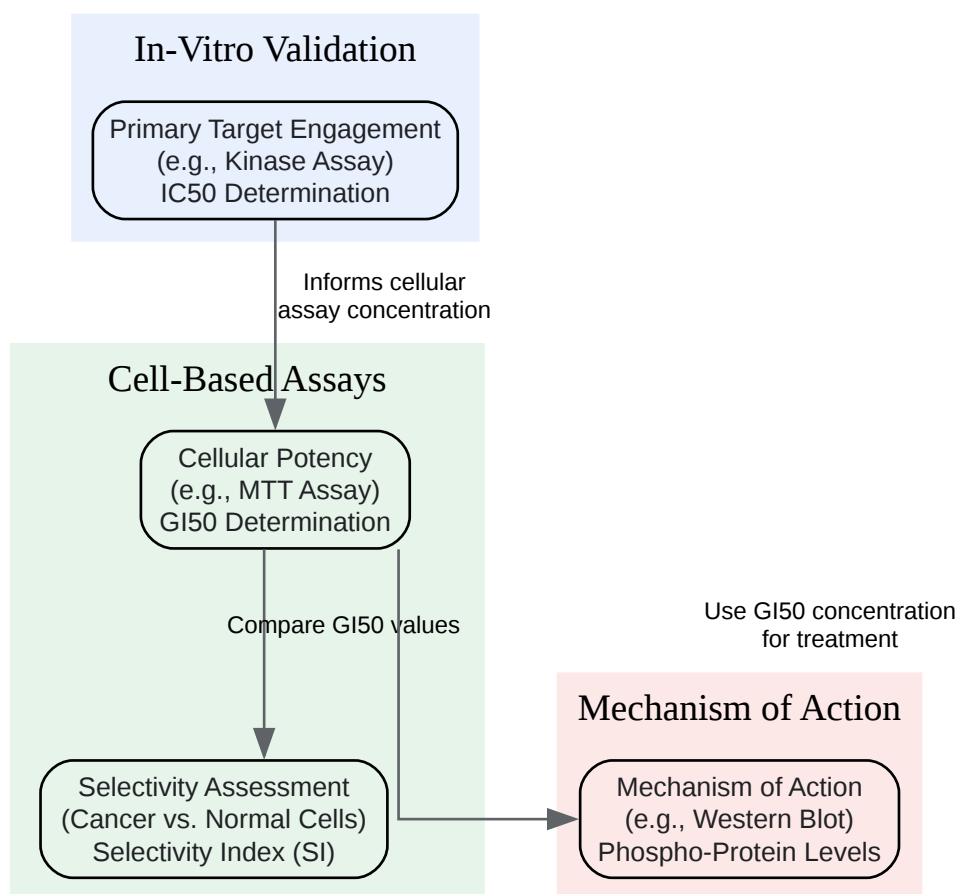 In-Vitro Validation
Primary Target Engagement
(e.g., Kinase Assay)
IC50 Determination
Informs cellular
assay concentration
Cell-Based Assays
Cellular Potency
(e.g., MTT Assay)
GI50 Determination
Compare GI50 values
Use GI50 concentration
for treatment
Selectivity Assessment
(Cancer vs. Normal Cells)
Selectivity Index (SI)
Mechanism of Action
Mechanism of Action
(e.g., Western Blot)
Phospho-Protein Levels